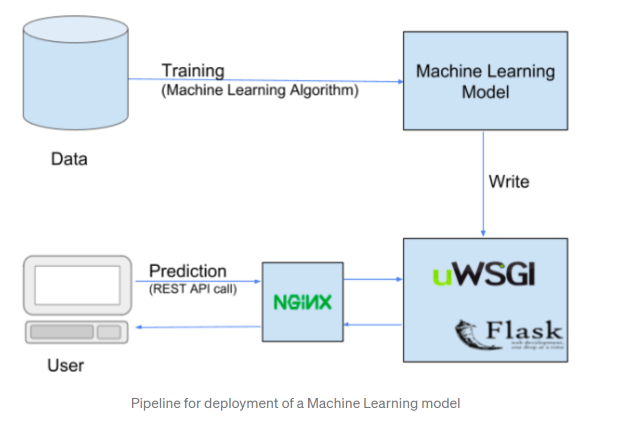 Training
(Machine Learning Algorithm)
Machine Learning
Model
Data
Write
Prediction
(REST API call)
NGiNX
uWSGI
Flask
web development,
one drop at a time
User
Pipeline for deployment of a Machine Learning model